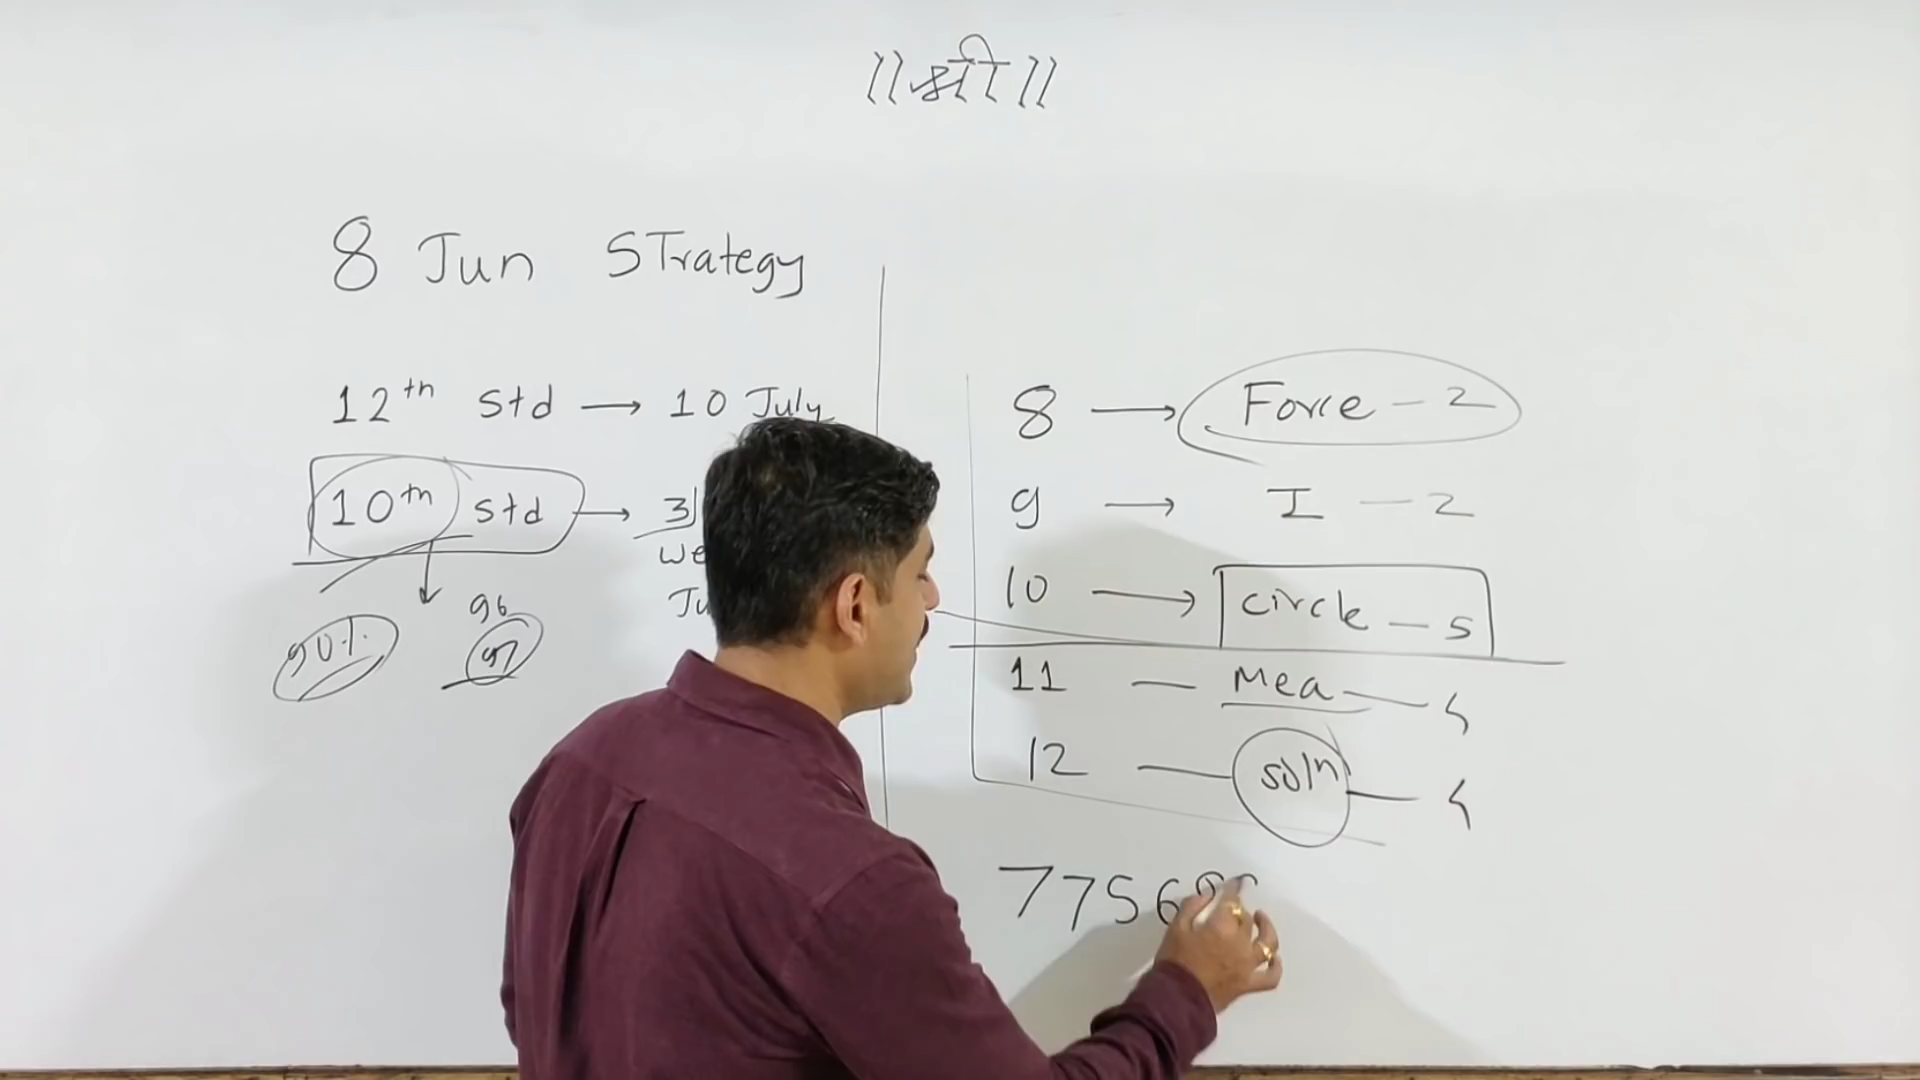 ॥ श्री ॥
8 Jun STrategy
12th std → 10 July
10th std → 3
we
Ju
90%
96
97
8 → Force - 2
9 → I - 2
10 → circle - 5
11 - Mea - 4
12 - soln - 4
7756